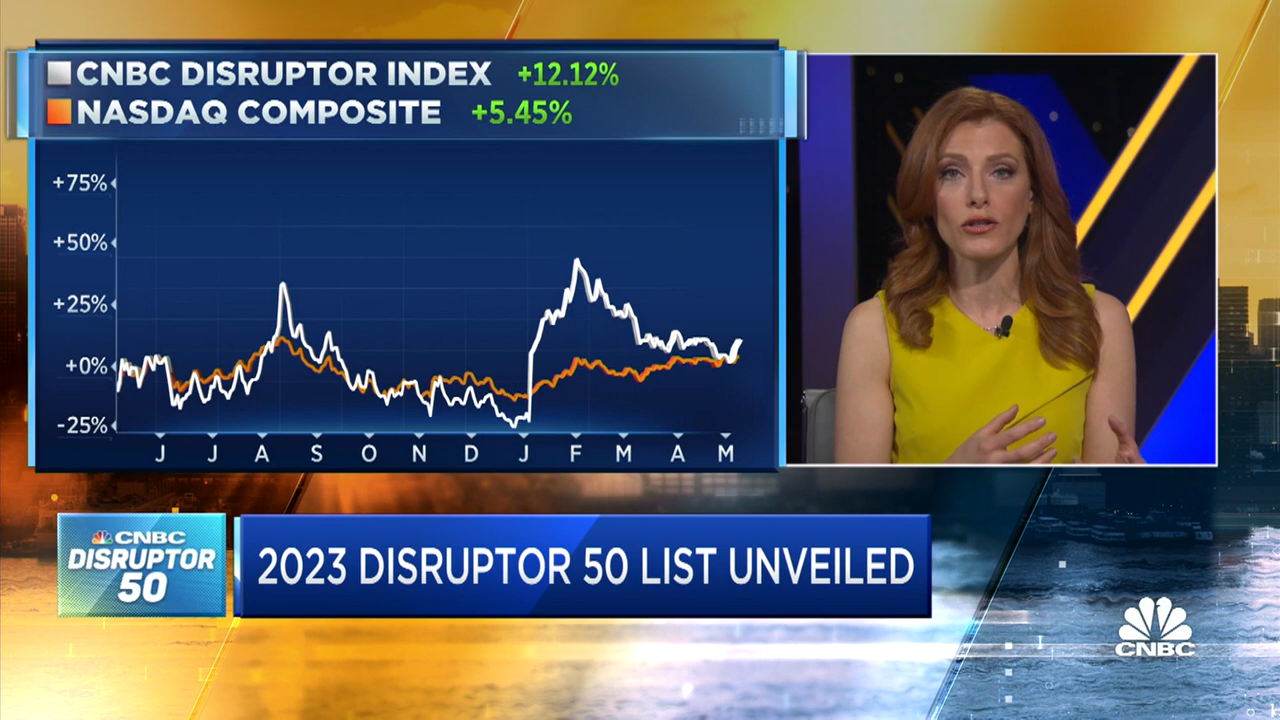 CNBC DISRUPTOR INDEX +12.12%
NASDAQ COMPOSITE +5.45%
+75%
+50%
+25%
+0%
-25%
J J A S O N D J F M A M
CNBC
DISRUPTOR
50
2023 DISRUPTOR 50 LIST UNVEILED
CNBC